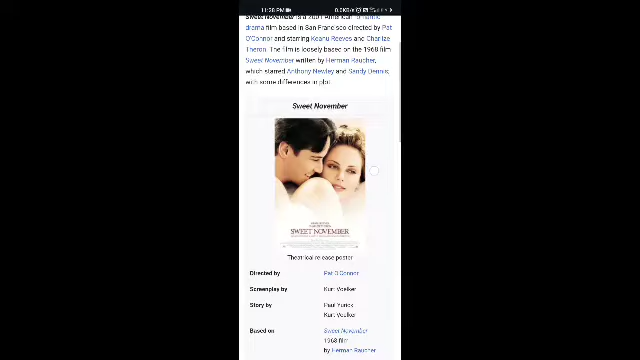 11:28 PM
Sweet November is a 2001 American romantic
drama film based in San Francisco directed by Pat
O'Connor and starring Keanu Reeves and Charlize
Theron. The film is loosely based on the 1968 film
Sweet November written by Herman Raucher,
which starred Anthony Newley and Sandy Dennis;
with some differences in plot.
Sweet November
SWEET NOVEMBER
Theatrical release poster
Directed by Pat O'Connor
Screenplay by Kurt Voelker
Story by Paul Yurick
Kurt Voelker
Based on Sweet November
1968 film
by Herman Raucher